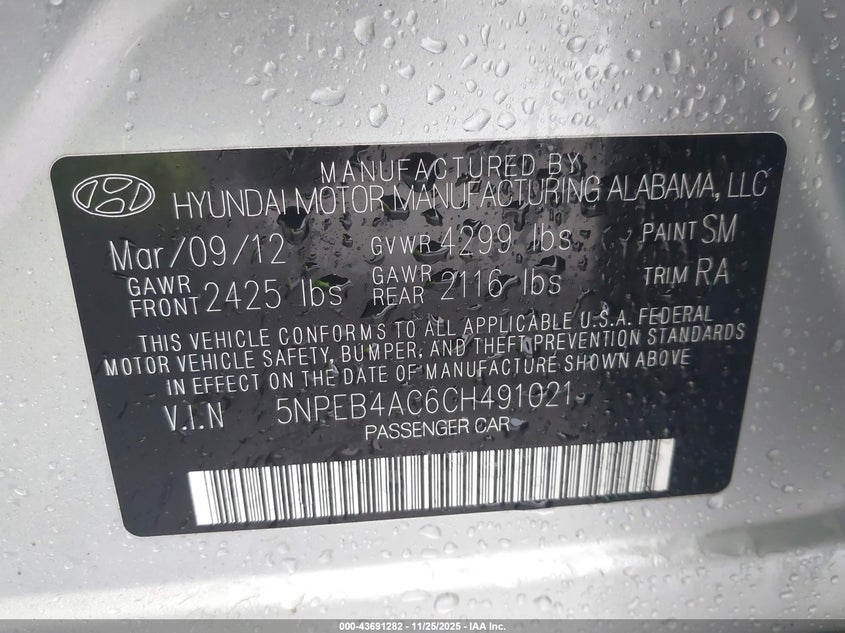 MANUFACTURED BY
HYUNDAI MOTOR MANUFACTURING ALABAMA, LLC
Mar/09/12 GVWR 4299 lbs PAINT SM
GAWR FRONT 2425 lbs GAWR REAR 2116 lbs TRIM RA
THIS VEHICLE CONFORMS TO ALL APPLICABLE U.S.A. FEDERAL
MOTOR VEHICLE SAFETY, BUMPER, AND THEFT PREVENTION STANDARDS
IN EFFECT ON THE DATE OF MANUFACTURE SHOWN ABOVE
V.I.N 5NPEB4AC6CH491021
PASSENGER CAR
000-43691282 - 11/25/2025 - IAA Inc.